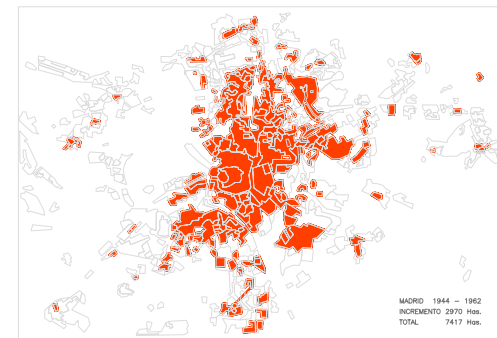 MADRID 1944 – 1962
INCREMENTO 2970 Has.
TOTAL 7417 Has.